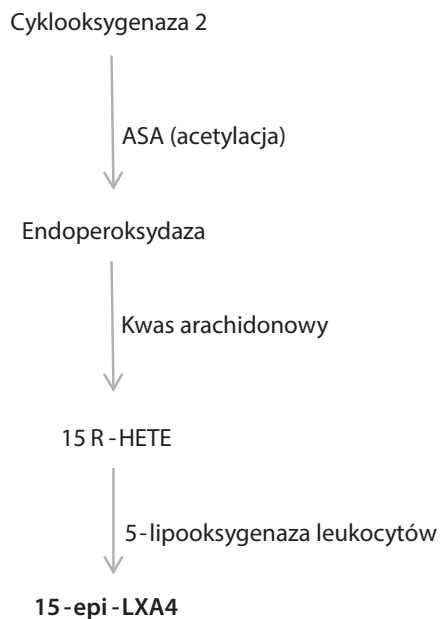 Cyklooksygenaza 2
ASA (acetylacja)
Endoperoksydaza
Kwas arachidonowy
15 R - HETE
5-lipooksygenaza leukocytów
15-epi-LXA4